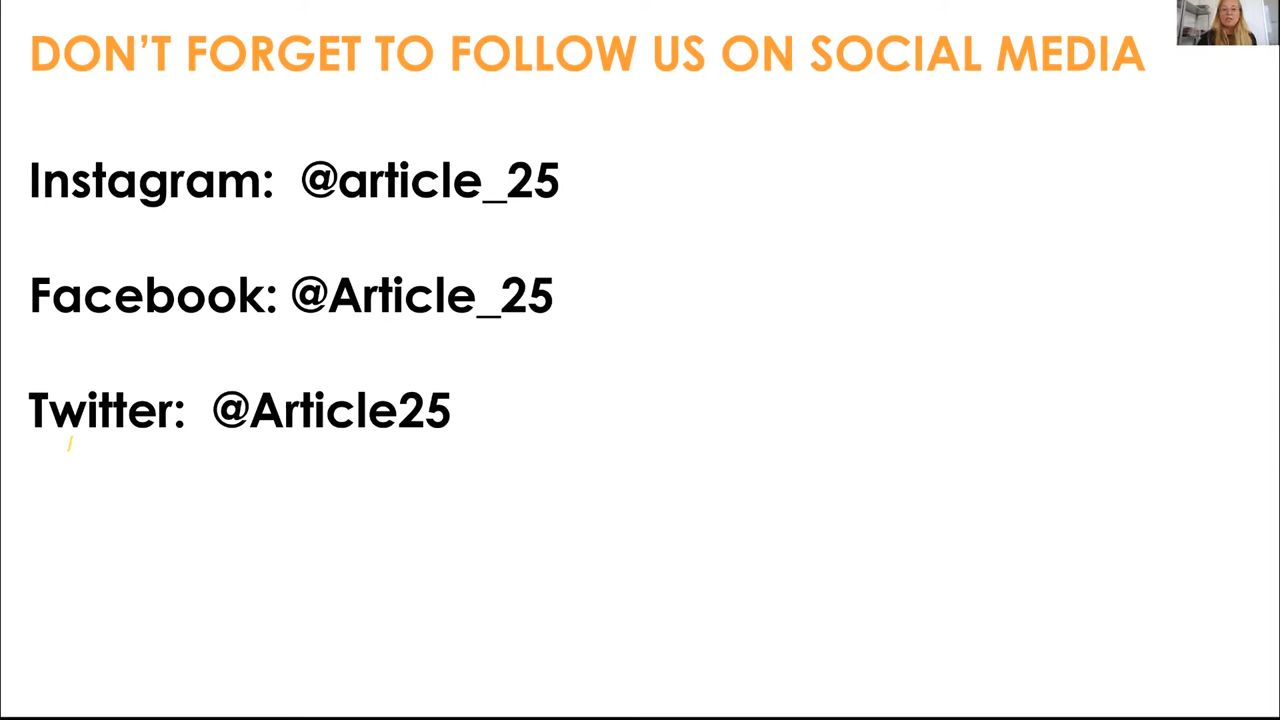 DON’T FORGET TO FOLLOW US ON SOCIAL MEDIA
Instagram: @article_25
Facebook: @Article_25
Twitter: @Article25